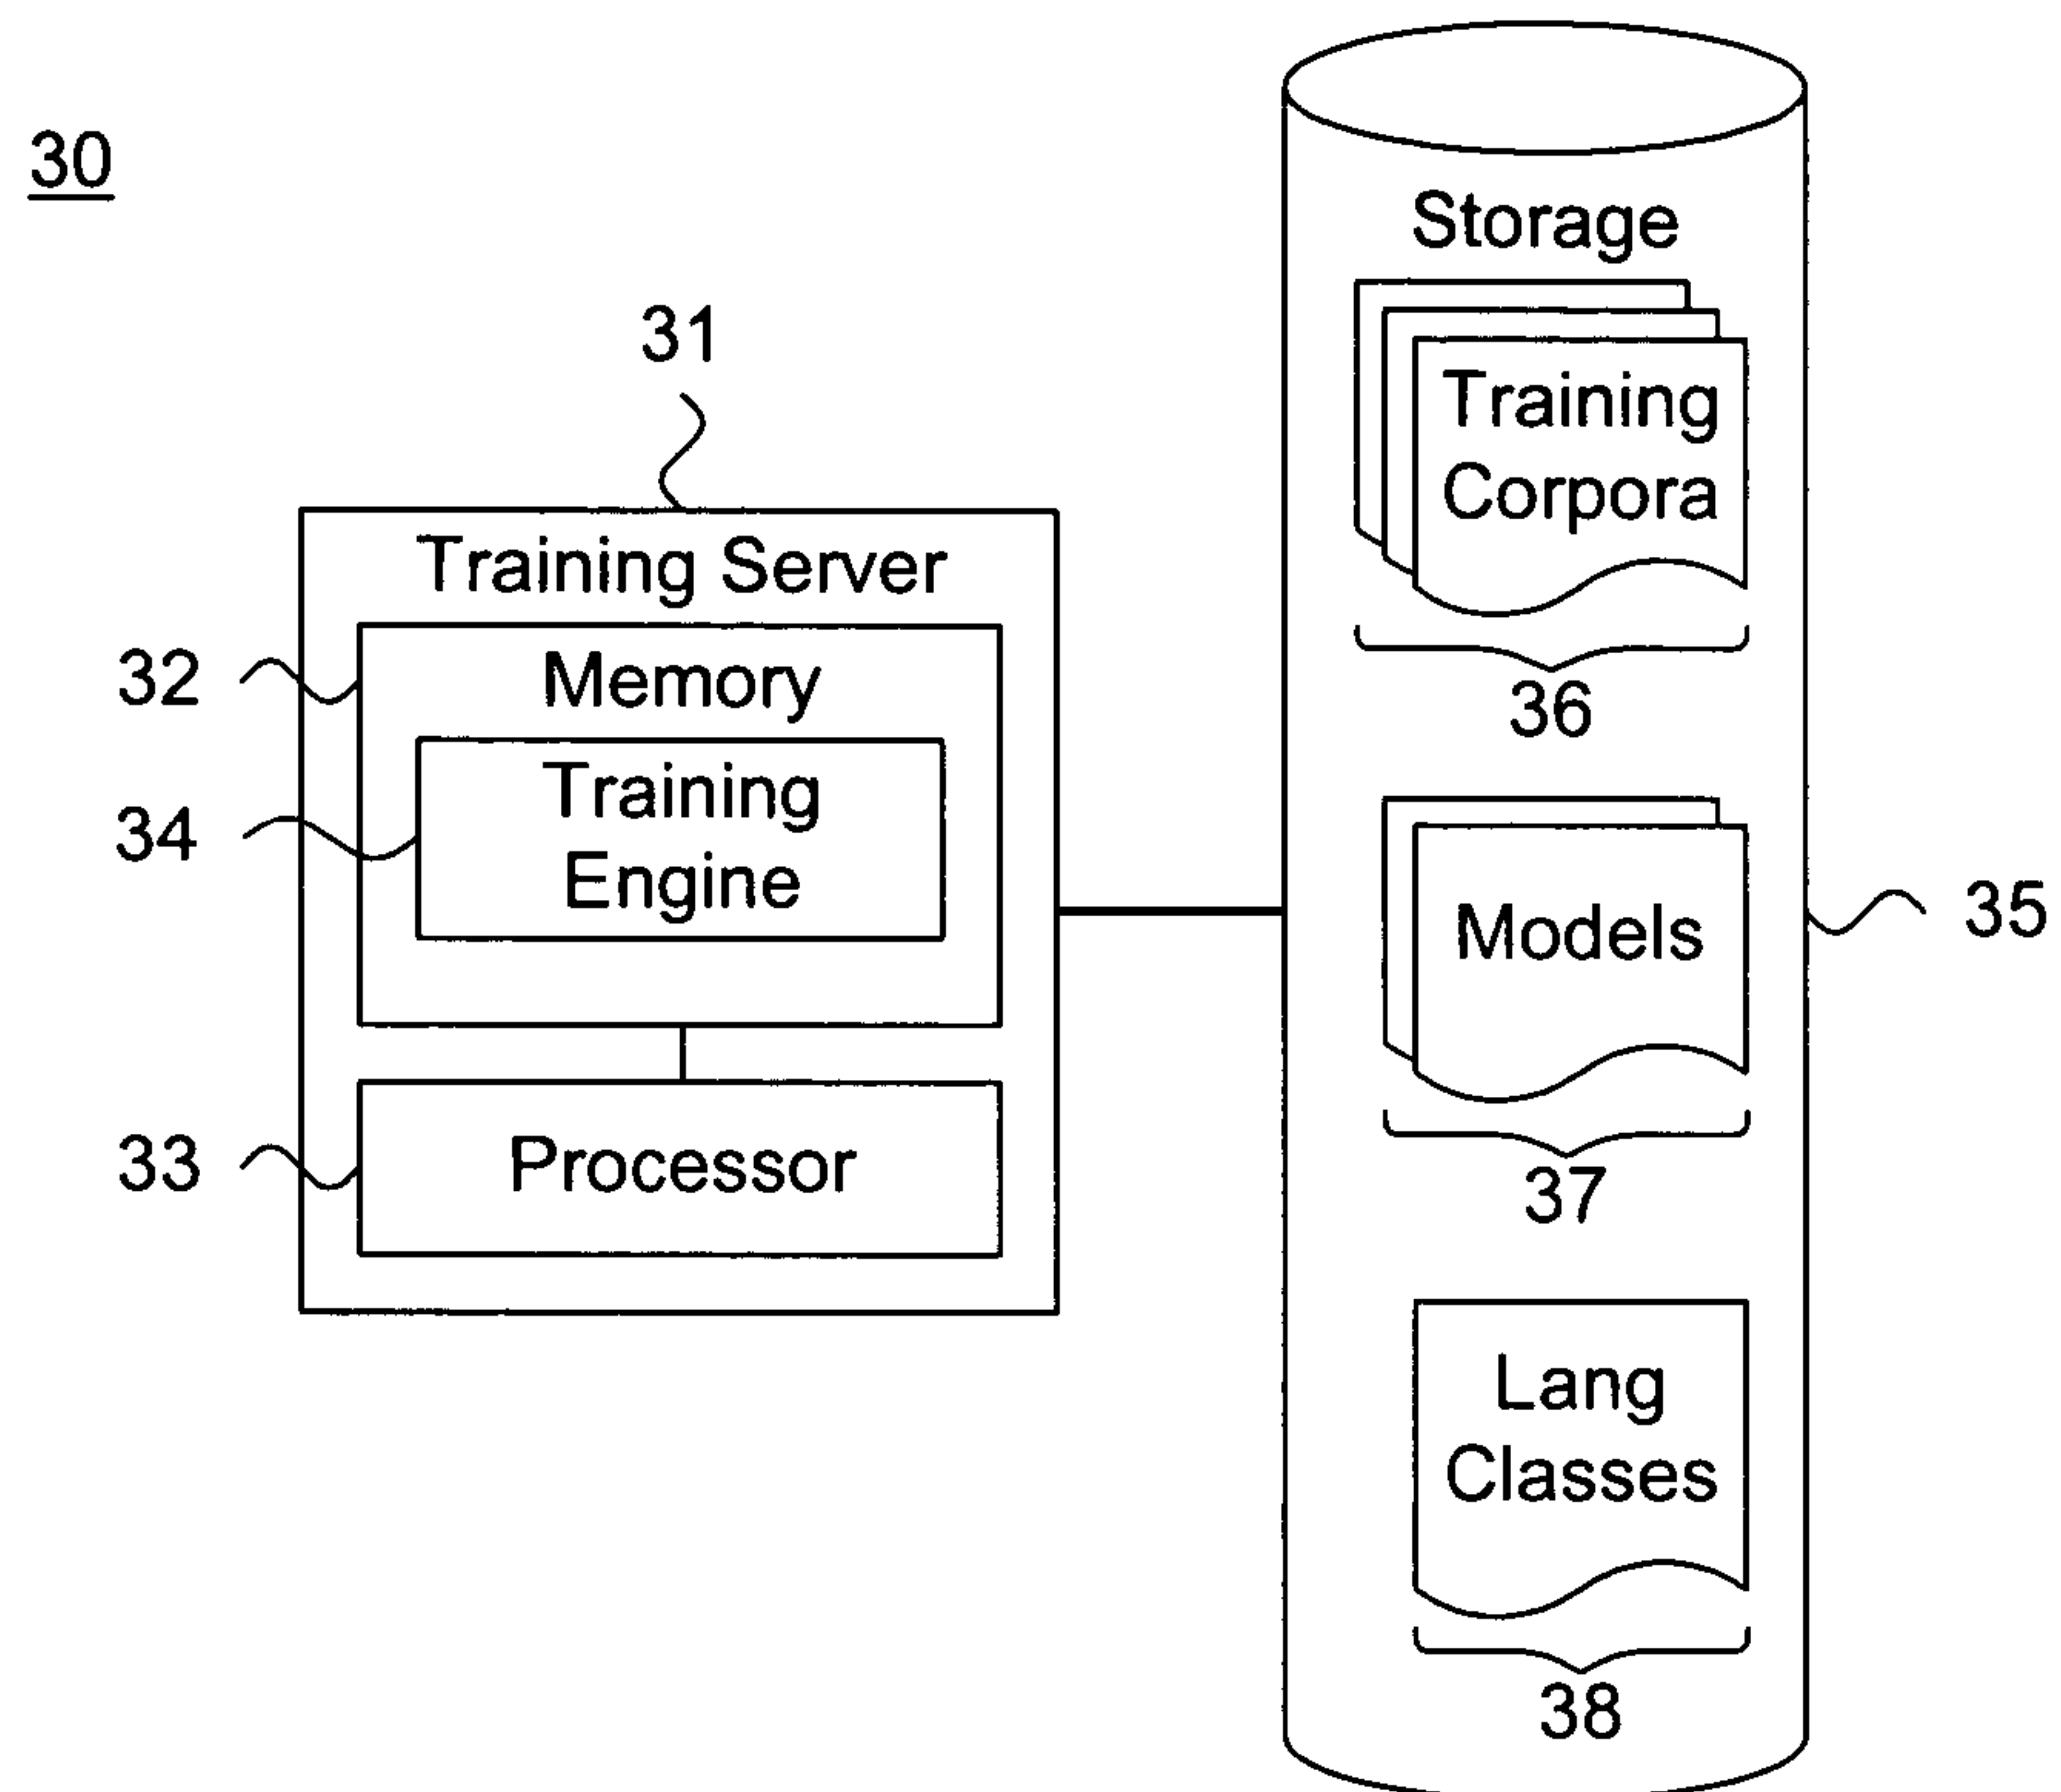 30
31
Training Server
32
Memory
34
Training
Engine
33
Processor
Storage
Training
Corpora
36
Models
37
35
Lang
Classes
38